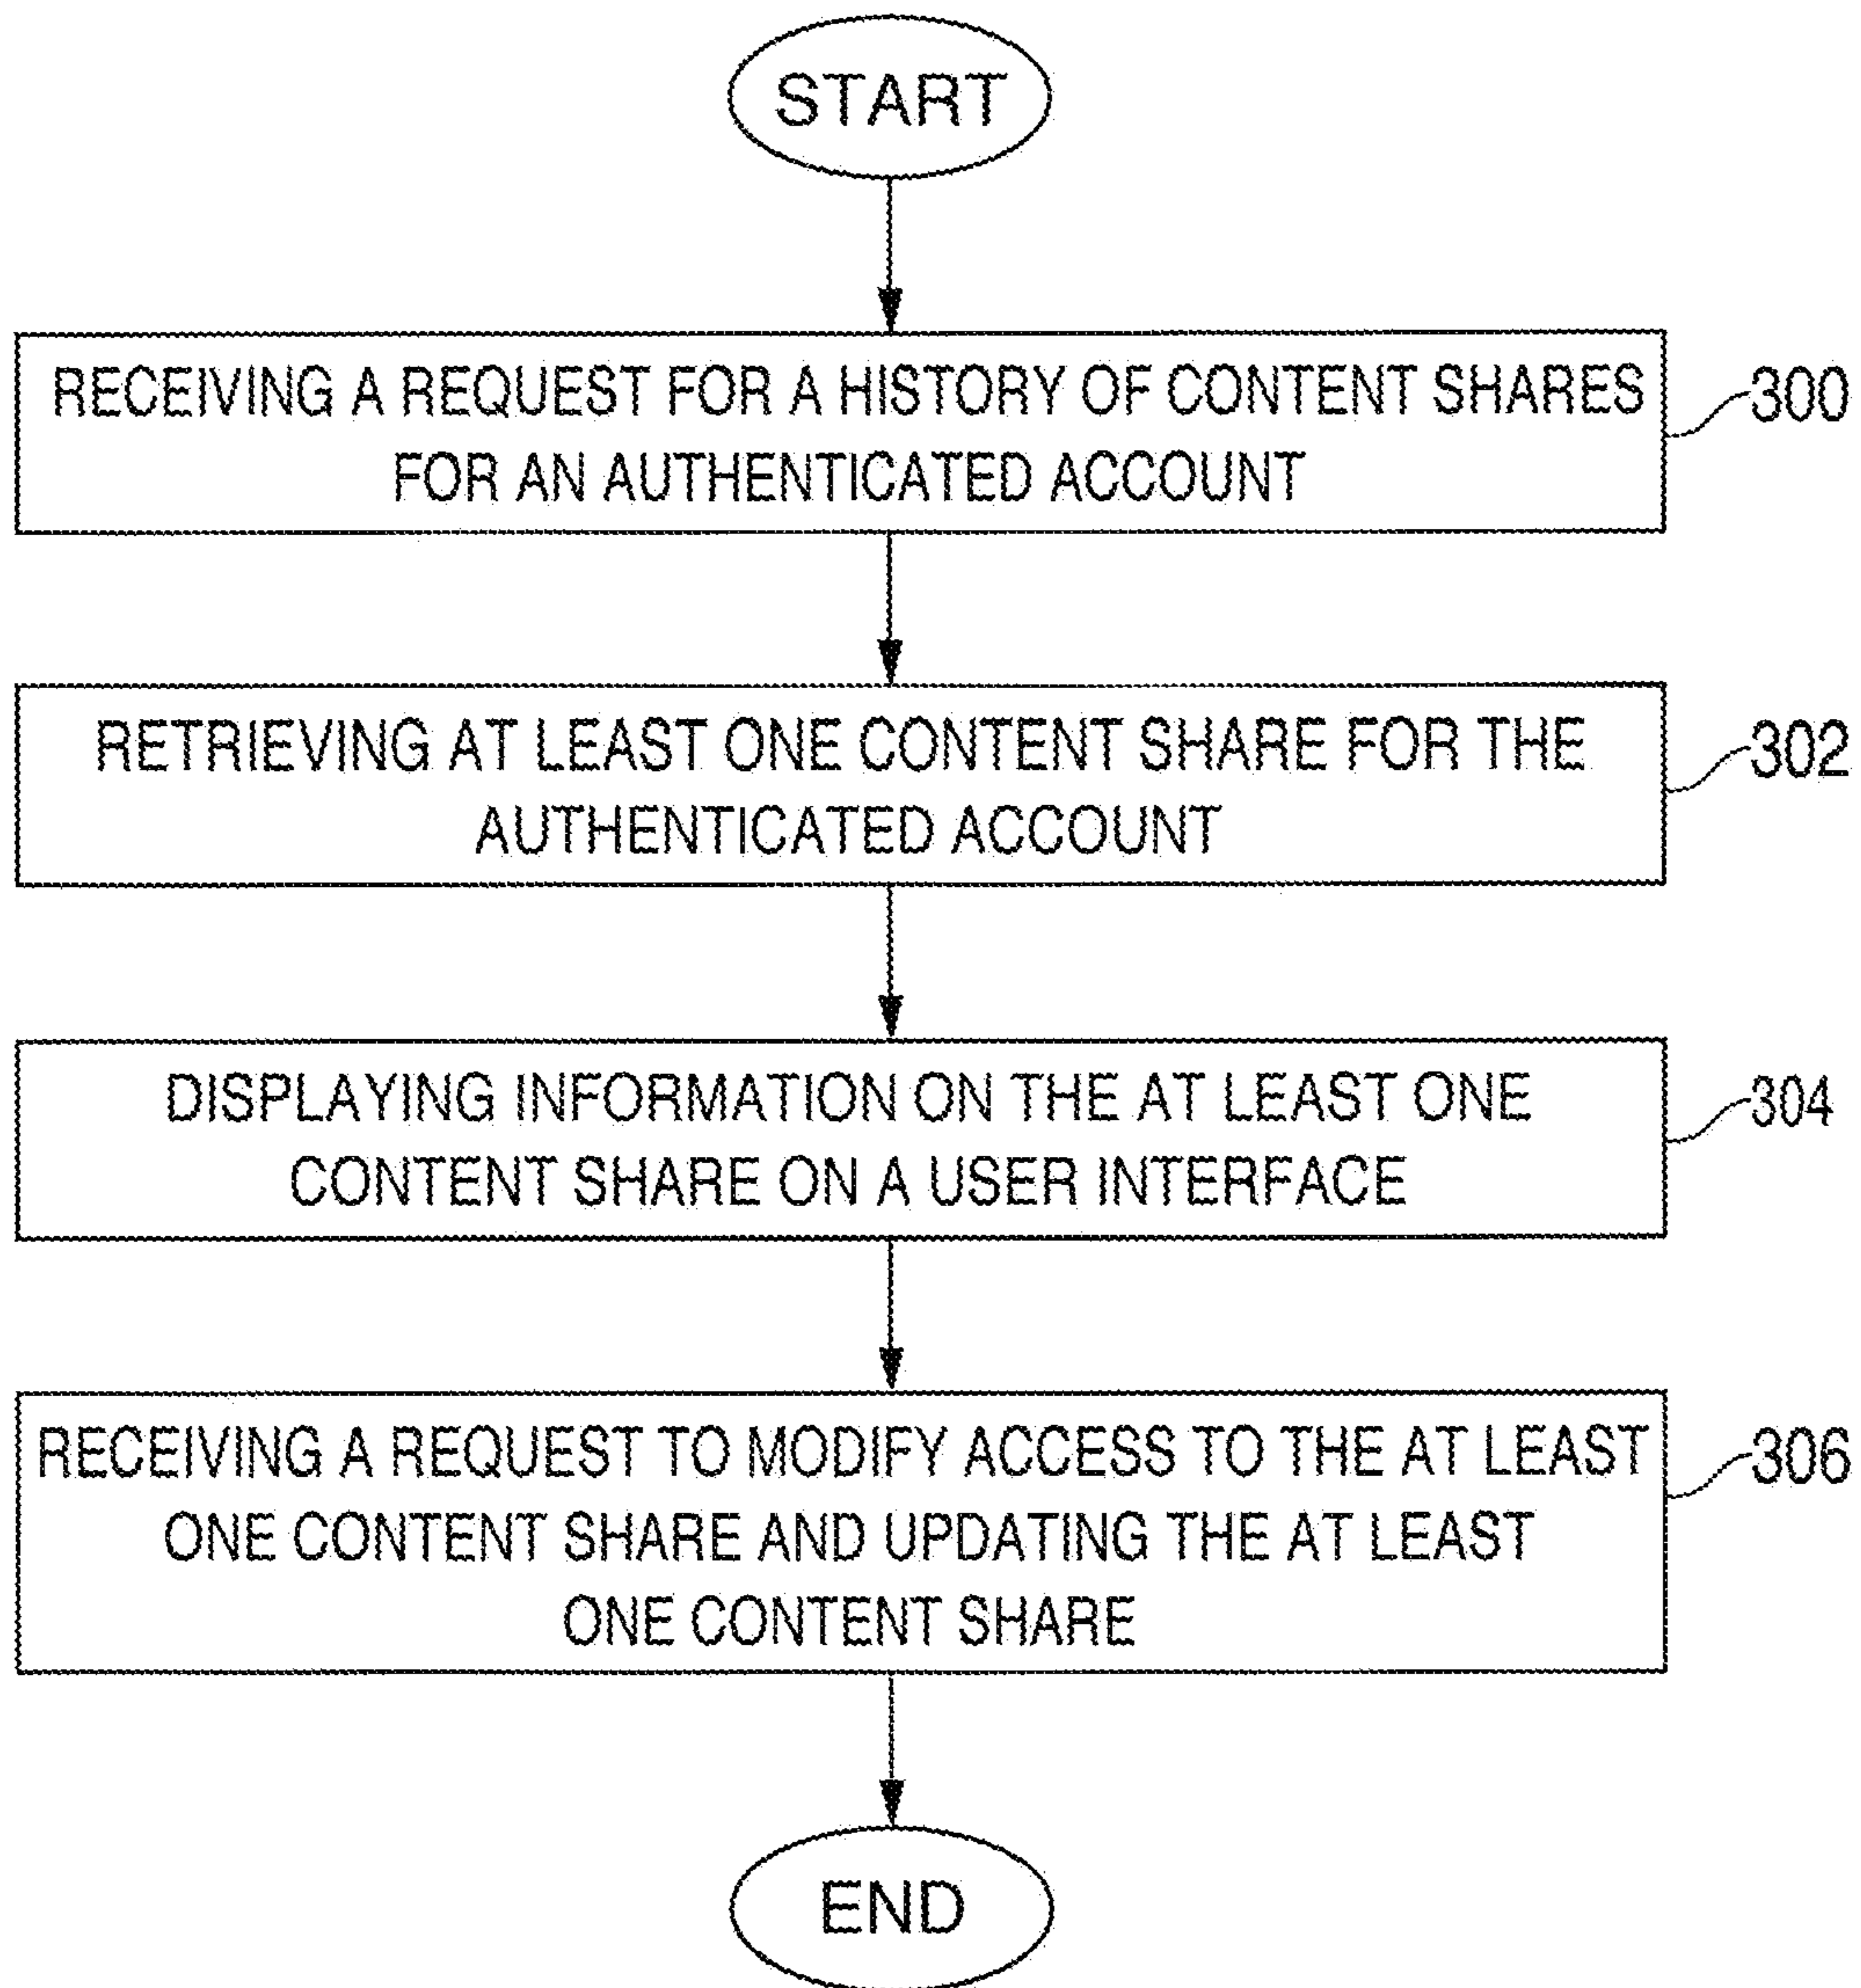 START
RECEIVING A REQUEST FOR A HISTORY OF CONTENT SHARES
FOR AN AUTHENTICATED ACCOUNT
300
RETRIEVING AT LEAST ONE CONTENT SHARE FOR THE
AUTHENTICATED ACCOUNT
302
DISPLAYING INFORMATION ON THE AT LEAST ONE
CONTENT SHARE ON A USER INTERFACE
304
RECEIVING A REQUEST TO MODIFY ACCESS TO THE AT LEAST
ONE CONTENT SHARE AND UPDATING THE AT LEAST
ONE CONTENT SHARE
306
END